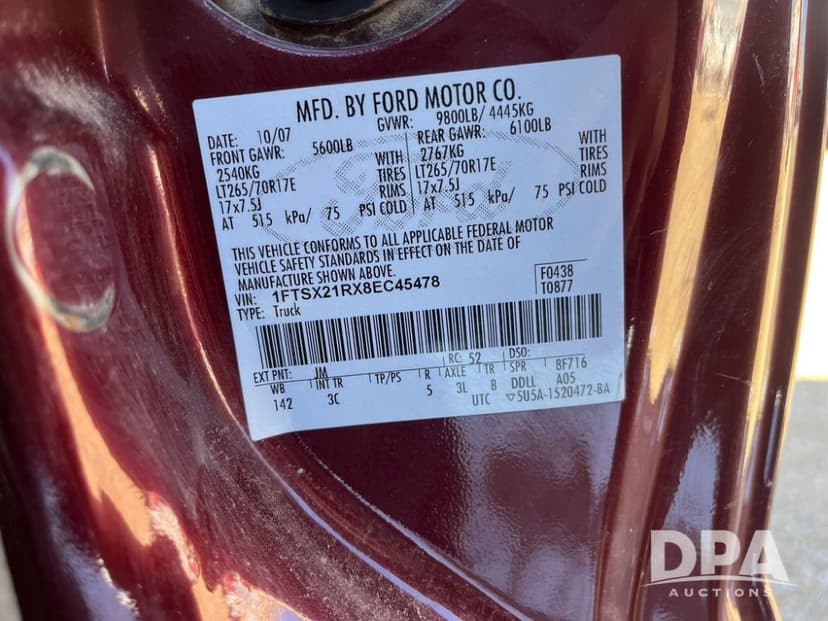 MFD. BY FORD MOTOR CO.
DATE: 10/07 GVWR: 9800LB/ 4445KG
FRONT GAWR: 5600LB REAR GAWR: 6100LB
2540KG WITH 2767KG WITH
LT265/70R17E TIRES LT265/70R17E TIRES
17x7.5J RIMS 17x7.5J RIMS
AT 515 kPa/ 75 PSI COLD AT 515 kPa/ 75 PSI COLD
THIS VEHICLE CONFORMS TO ALL APPLICABLE FEDERAL MOTOR
VEHICLE SAFETY STANDARDS IN EFFECT ON THE DATE OF
MANUFACTURE SHOWN ABOVE.
VIN: 1FTSX21RX8EC45478 F0438
TYPE: Truck T0877
RC: 52 DSO:
EXT PNT: JM BF716
WB INT TR TP/PS R AXLE TR SPR
142 3C 5 3L B DDLL A05
UTC ▽5U5A-1520472-BA
Ford
DPA
AUCTIONS